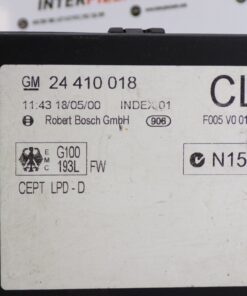 GM 24 410 018
CL
11:43 18/05/00 INDEX 01
Robert Bosch GmbH 906
F005 V0 01
E M C G100 193L FW
N15
CEPT LPD - D